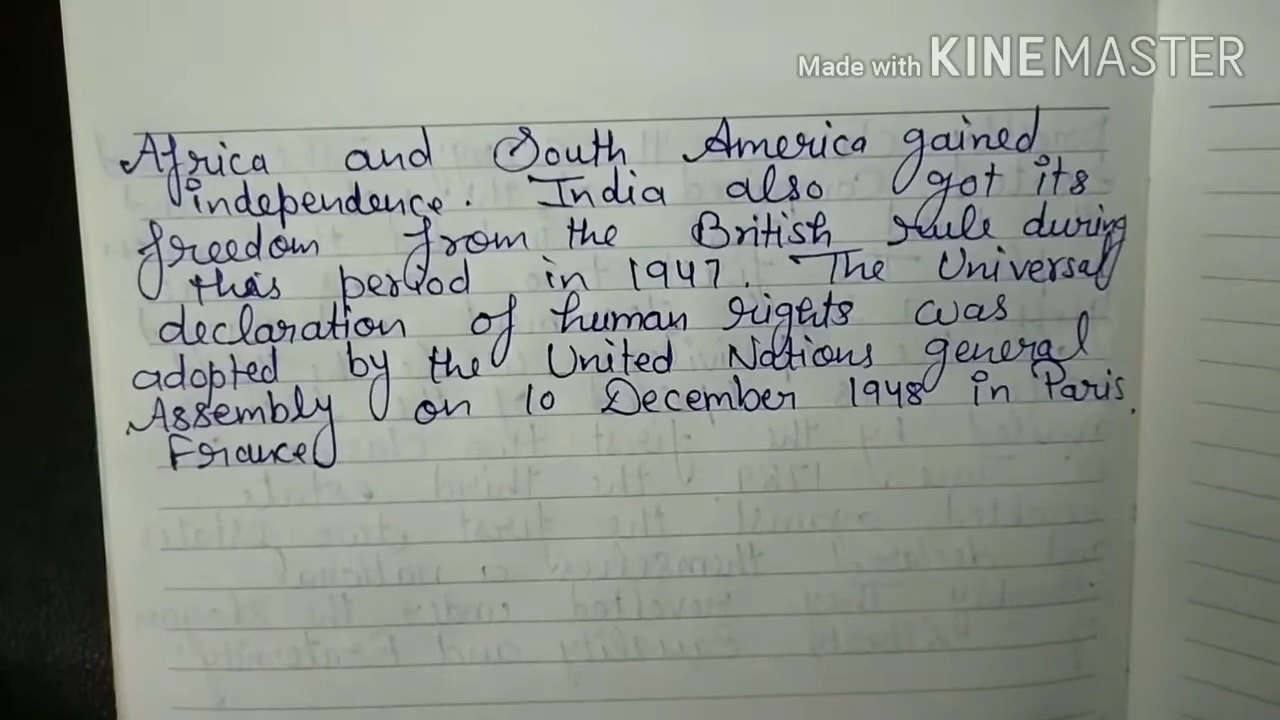 Made with KINEMASTER
Africa and South America gained
independence. India also got its
freedom from the British rule during
this period in 1947. The Universal
declaration of human rights was
adopted by the United Nations general
Assembly on 10 December 1948 in Paris,
France